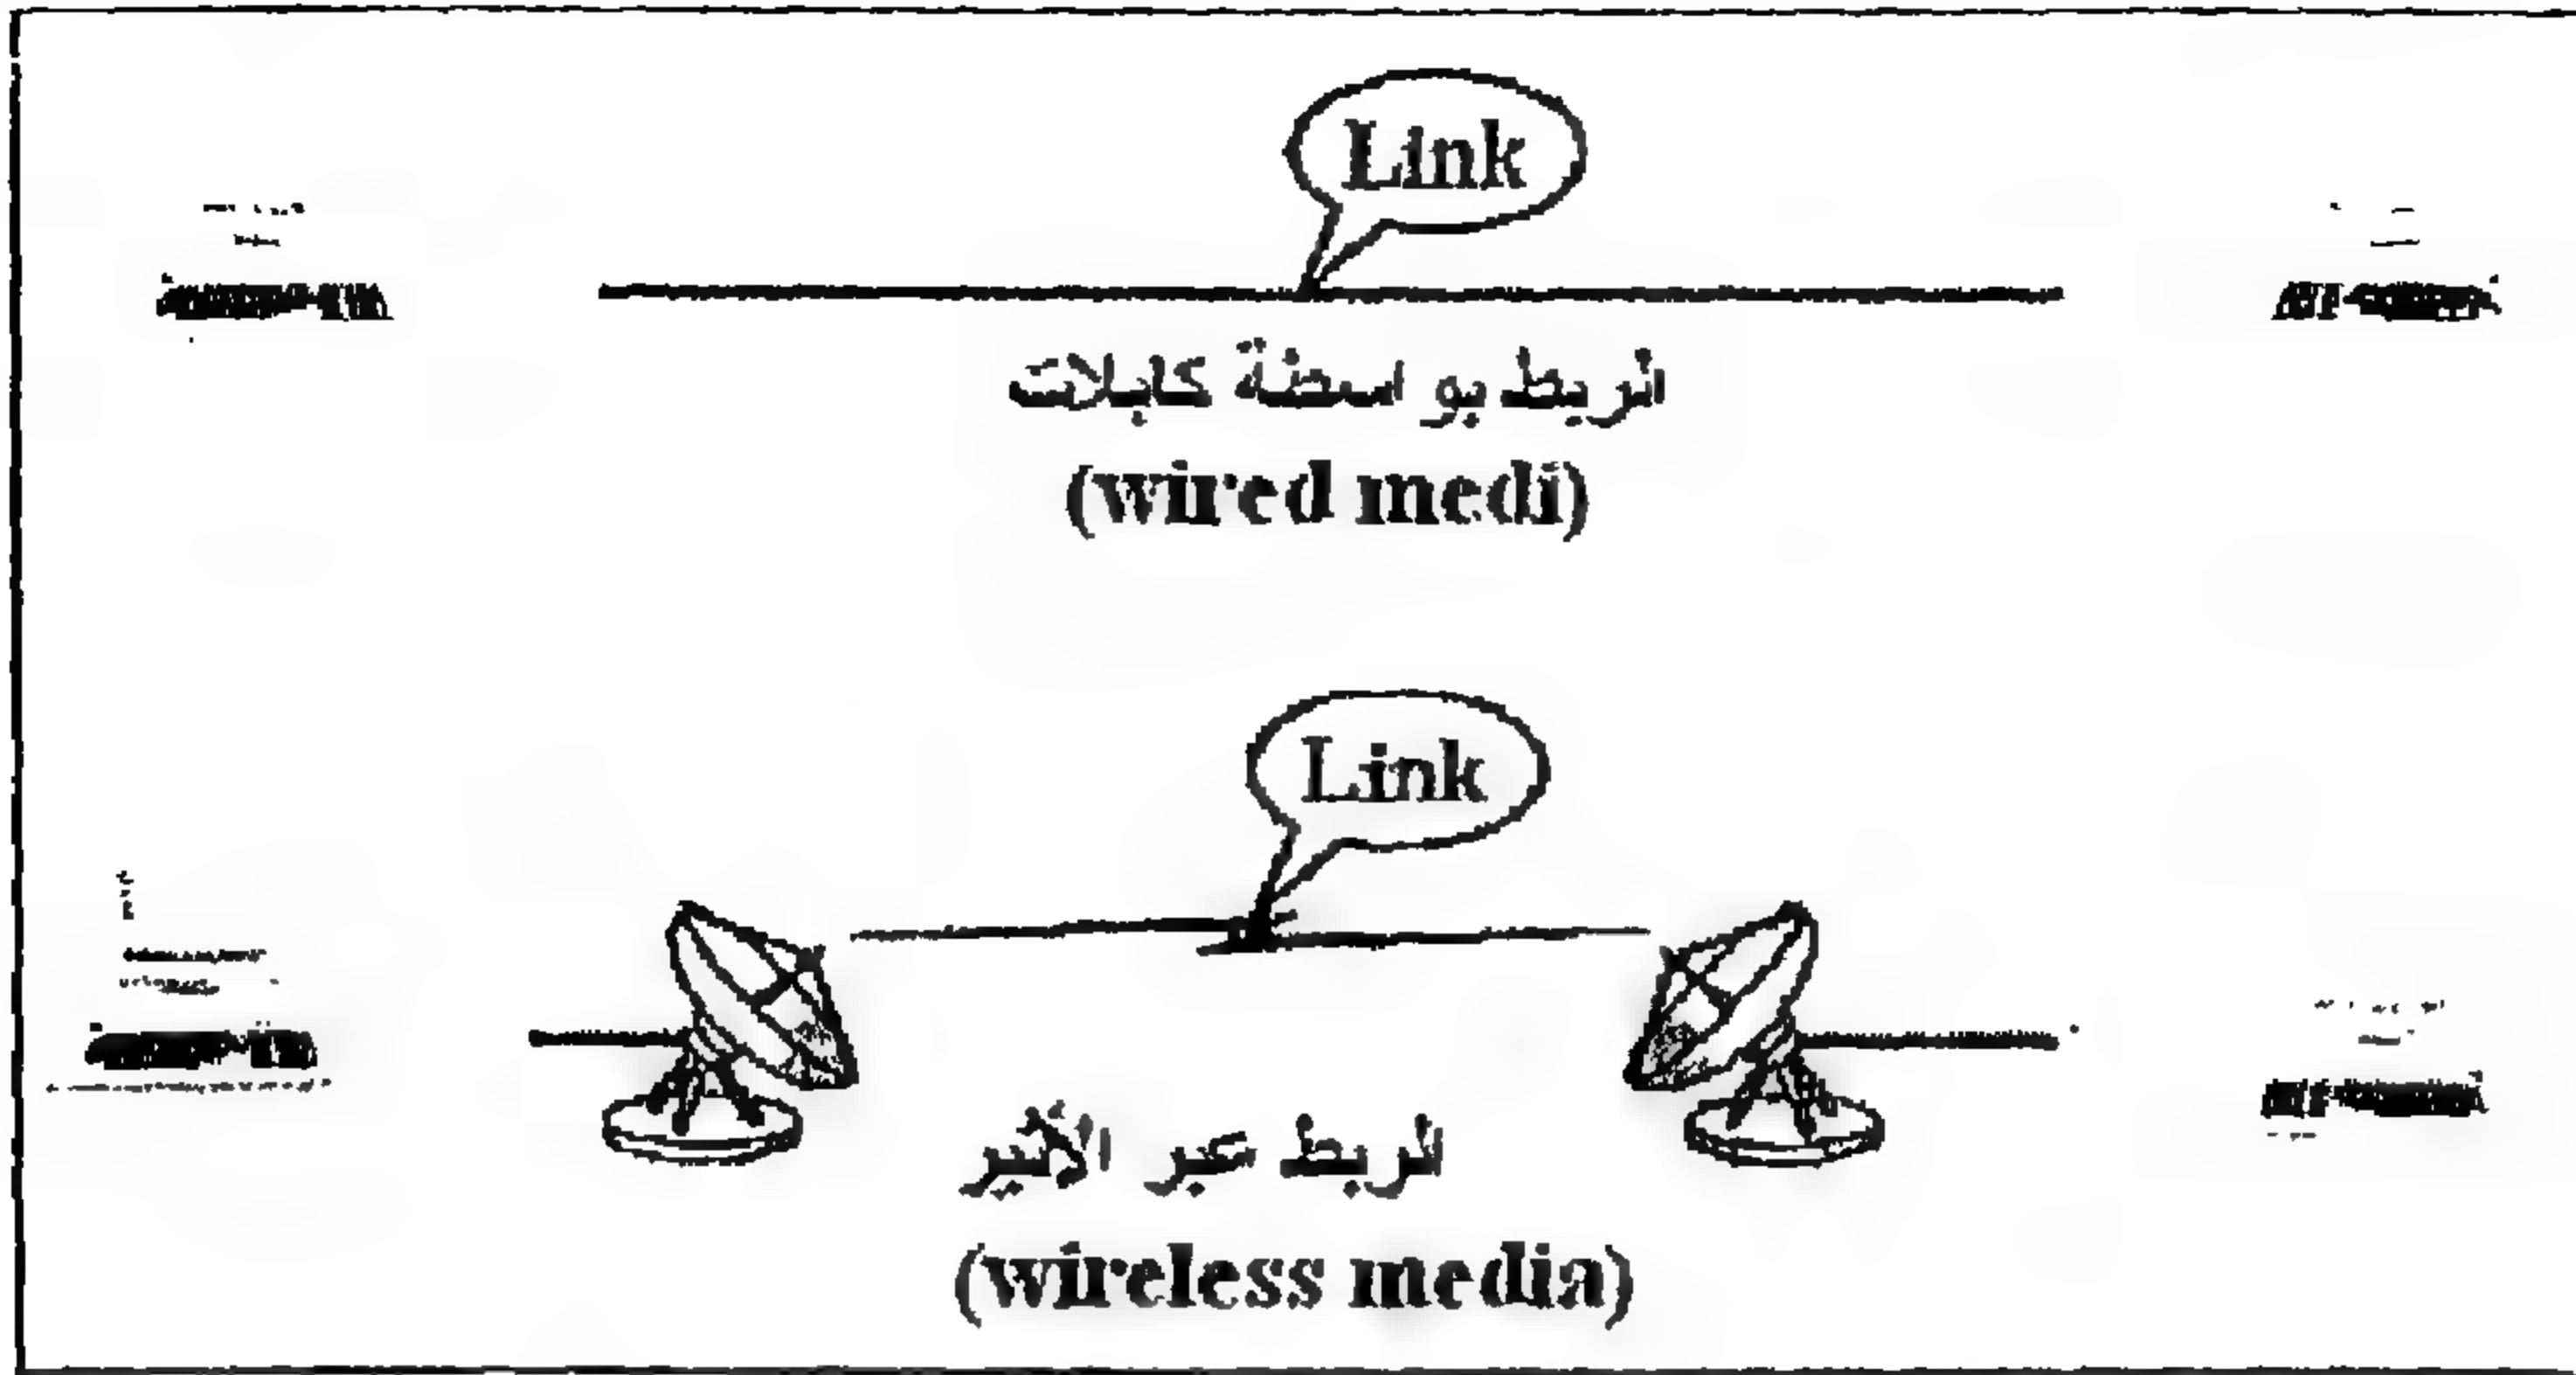 Link
الربط بواسطة كابلات
(wired medi)
Link
الربط عبر الأثير
(wireless media)